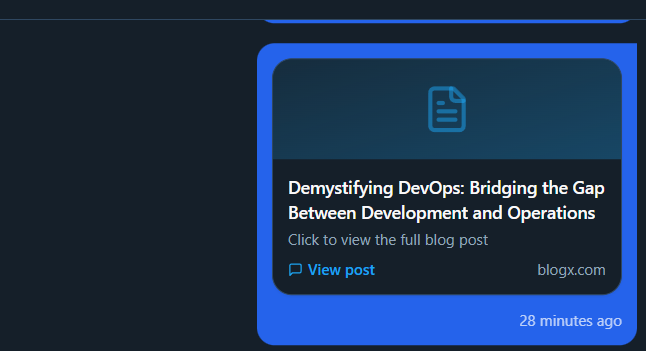 Demystifying DevOps: Bridging the Gap
Between Development and Operations
Click to view the full blog post
View post
blogx.com
28 minutes ago